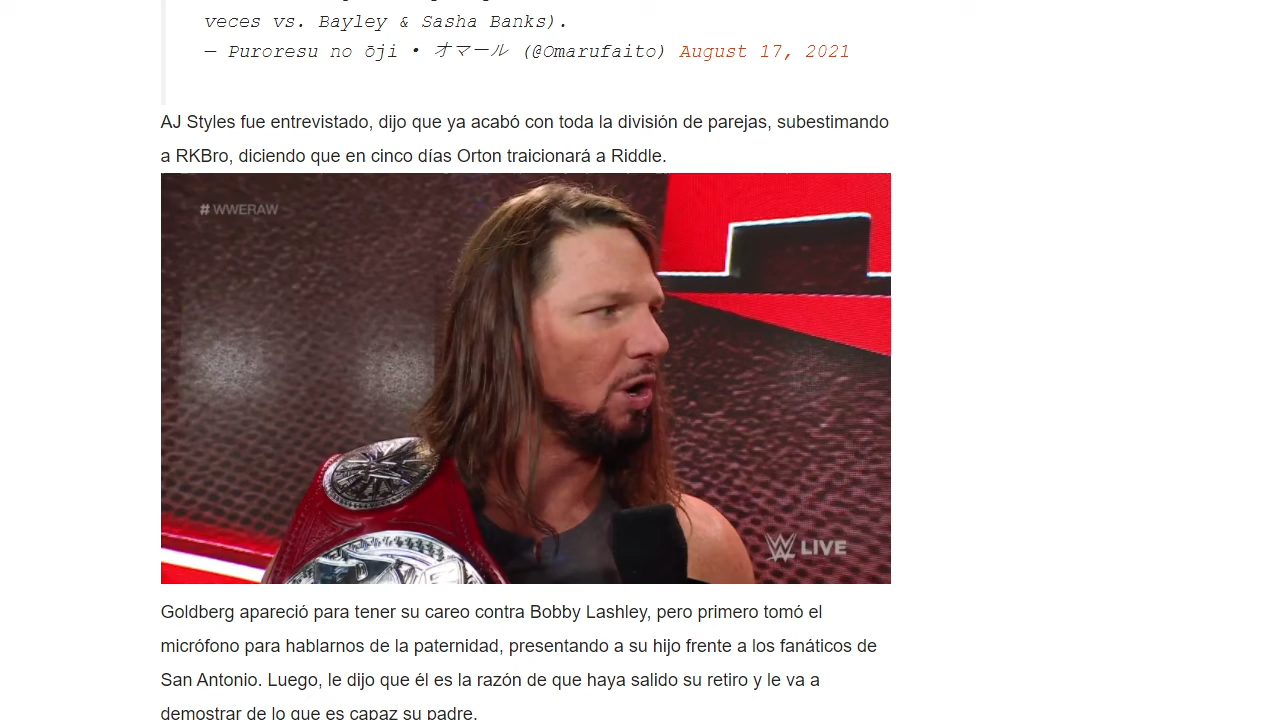 veces vs. Bayley & Sasha Banks).
— Puroresu no ōji • オマール (@Omarufaito) August 17, 2021
AJ Styles fue entrevistado, dijo que ya acabó con toda la división de parejas, subestimando
a RKBro, diciendo que en cinco días Orton traicionará a Riddle.
#WWERAW
W LIVE
Goldberg apareció para tener su careo contra Bobby Lashley, pero primero tomó el
micrófono para hablarnos de la paternidad, presentando a su hijo frente a los fanáticos de
San Antonio. Luego, le dijo que él es la razón de que haya salido su retiro y le va a
demostrar de lo que es capaz su padre.